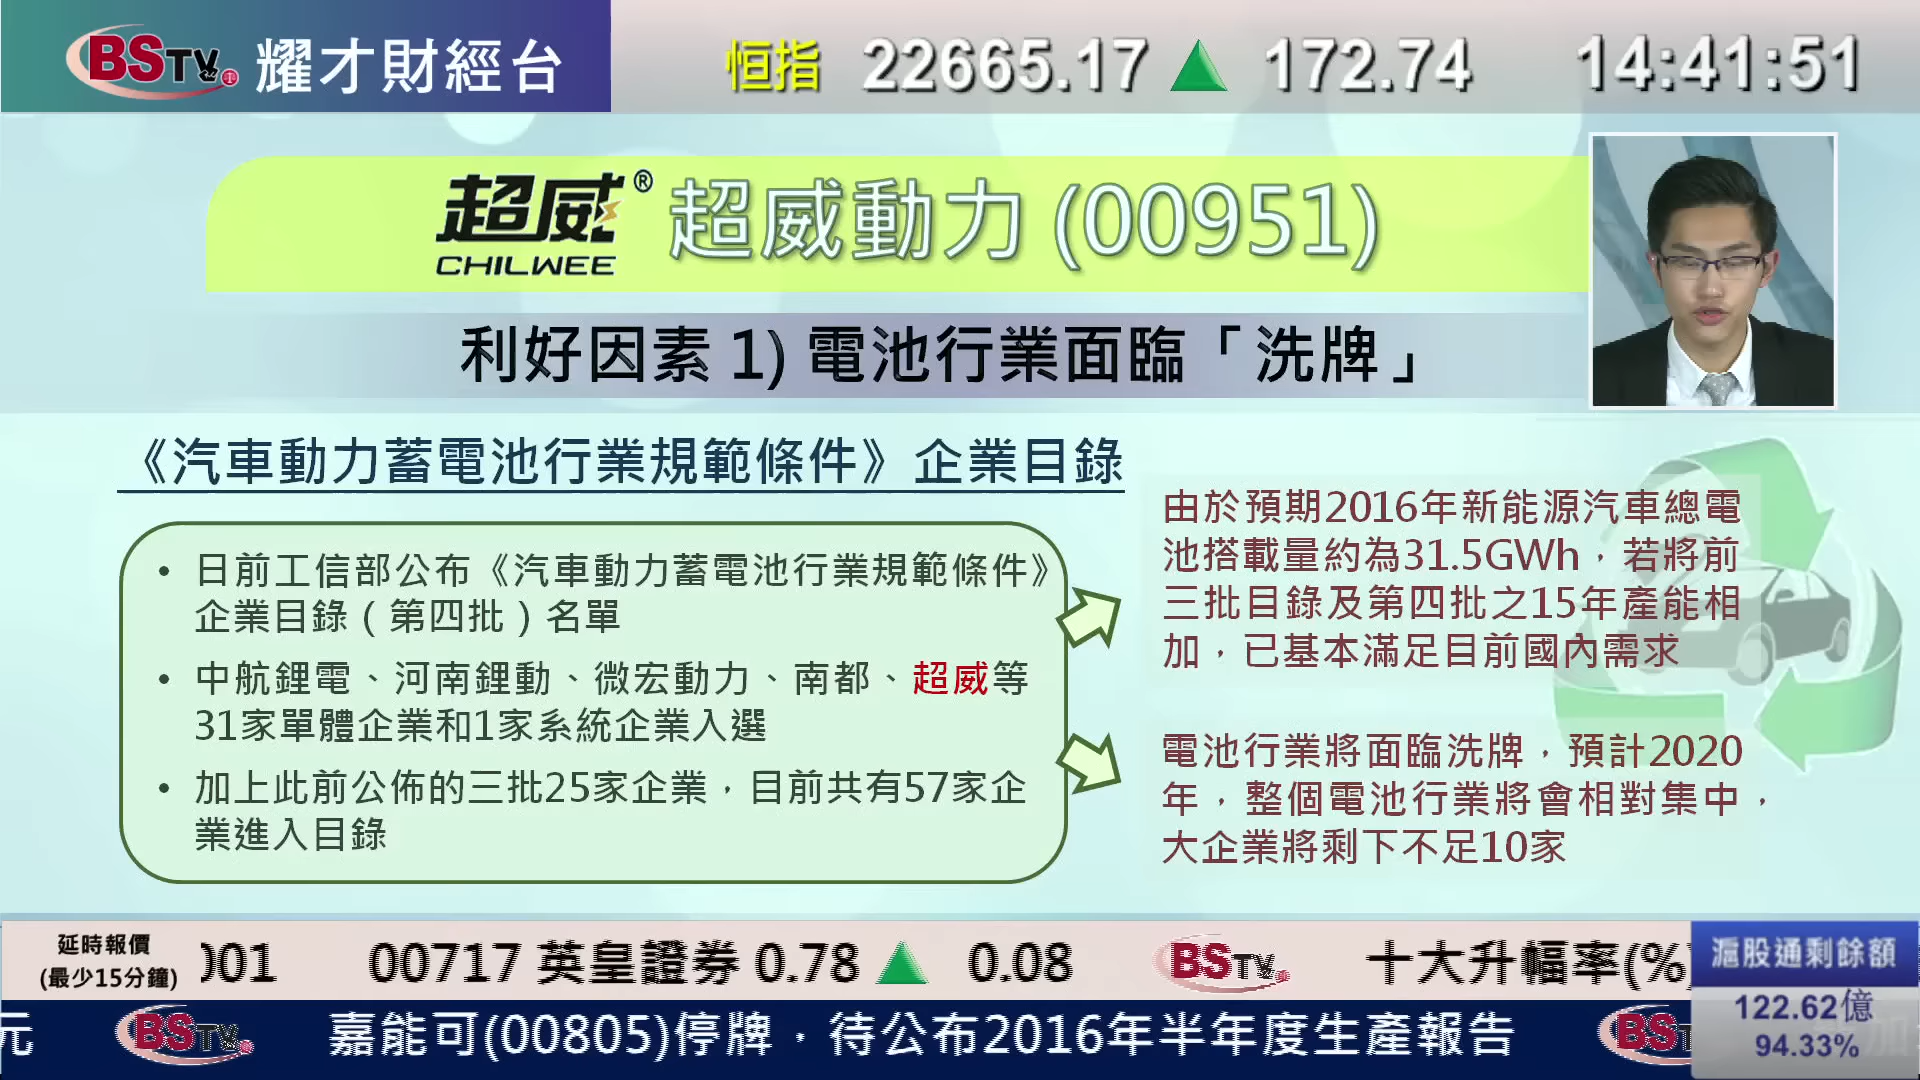 BSTV 耀才財經台
恒指 22665.17 ▲ 172.74 14:41:51
超威® 超威動力 (00951)
CHILWEE
利好因素 1) 電池行業面臨「洗牌」
《汽車動力蓄電池行業規範條件》企業目錄
• 日前工信部公布《汽車動力蓄電池行業規範條件》
企業目錄（第四批）名單
• 中航鋰電、河南鋰動、微宏動力、南都、超威等
31家單體企業和1家系統企業入選
• 加上此前公佈的三批25家企業，目前共有57家企
業進入目錄
由於預期2016年新能源汽車總電
池搭載量約為31.5GWh，若將前
三批目錄及第四批之15年產能相
加，已基本滿足目前國內需求
電池行業將面臨洗牌，預計2020
年，整個電池行業將會相對集中，
大企業將剩下不足10家
延時報價
(最少15分鐘)
001 00717 英皇證券 0.78 ▲ 0.08 BSTV 十大升幅率(%)
滬股通剩餘額
122.62億
94.33%
元 BSTV 嘉能可(00805)停牌，待公布2016年半年度生產報告 BST